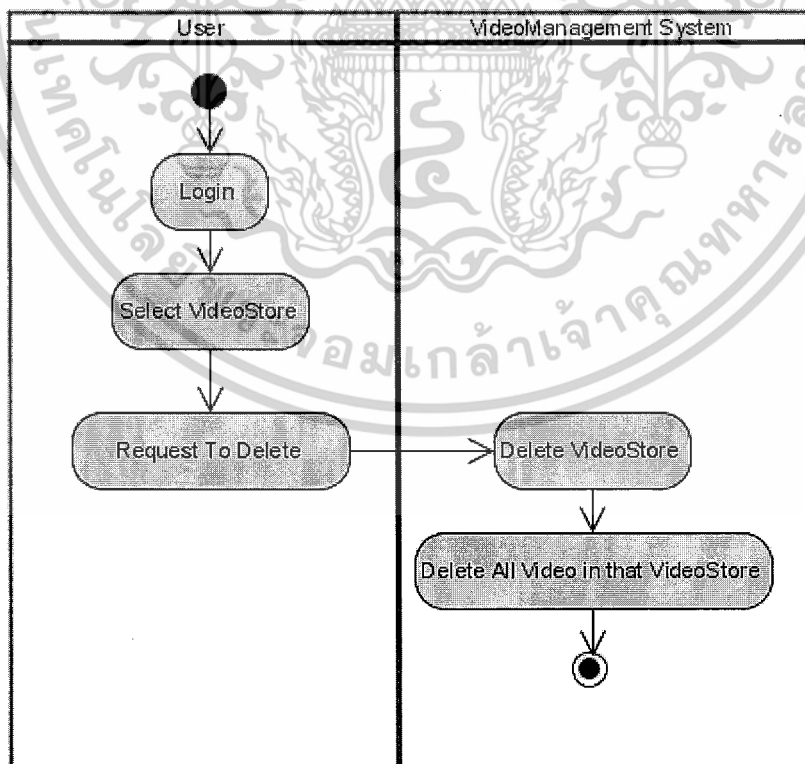 User
VideoManagement System
Login
Select VideoStore
Request To Delete
Delete VideoStore
Delete All Video in that VideoStore